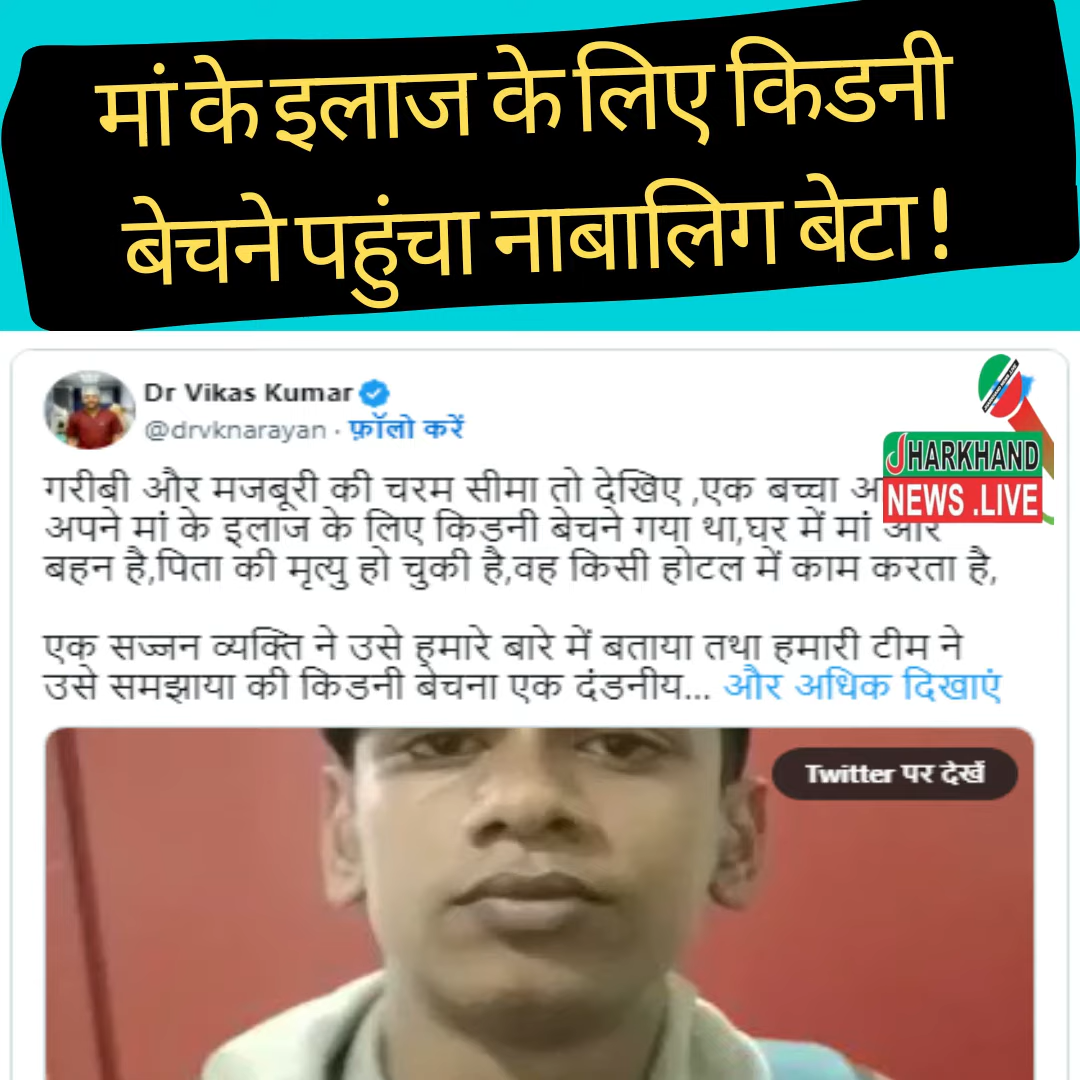 मां के इलाज के लिए किडनी
बेचने पहुंचा नाबालिग बेटा!
Dr Vikas Kumar
@drvknarayan · फ़ॉलो करें
JHARKHAND
NEWS .LIVE
गरीबी और मजबूरी की चरम सीमा तो देखिए ,एक बच्चा
अपने मां के इलाज के लिए किडनी बेचने गया था,घर में मां और
बहन है,पिता की मृत्यु हो चुकी है,वह किसी होटल में काम करता है,
एक सज्जन व्यक्ति ने उसे हमारे बारे में बताया तथा हमारी टीम ने
उसे समझाया की किडनी बेचना एक दंडनीय... और अधिक दिखाएं
Twitter पर देखें